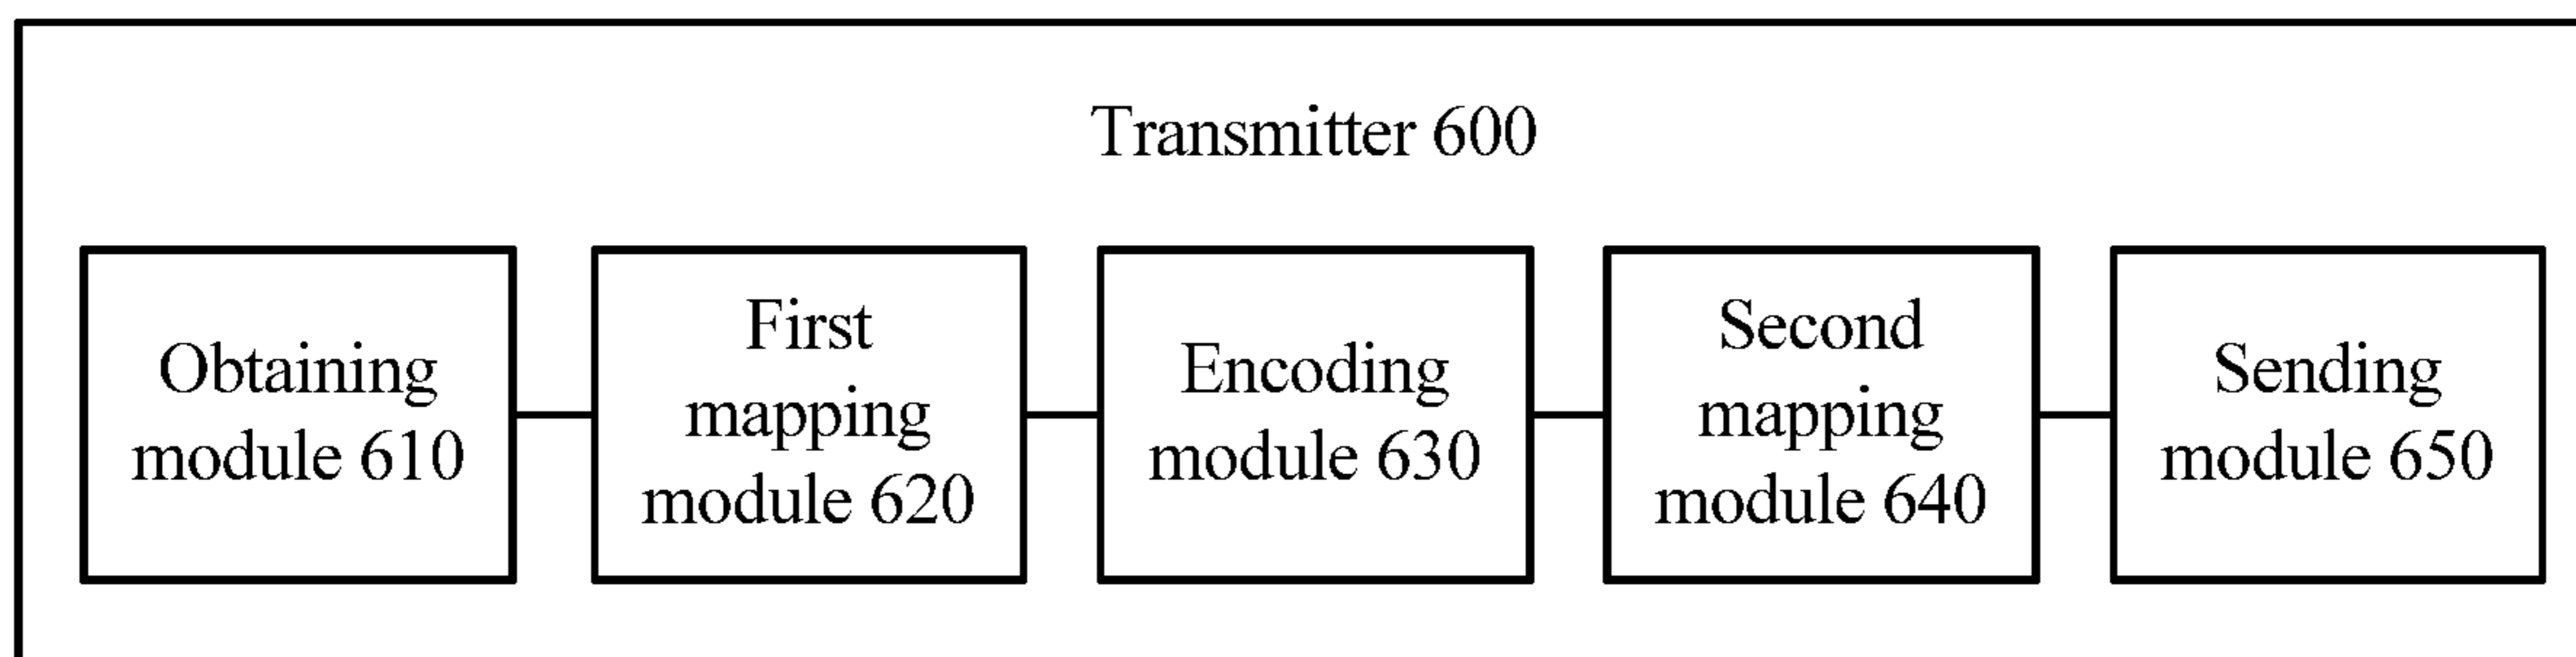 Transmitter 600
Obtaining
module 610
First
mapping
module 620
Encoding
module 630
Second
mapping
module 640
Sending
module 650